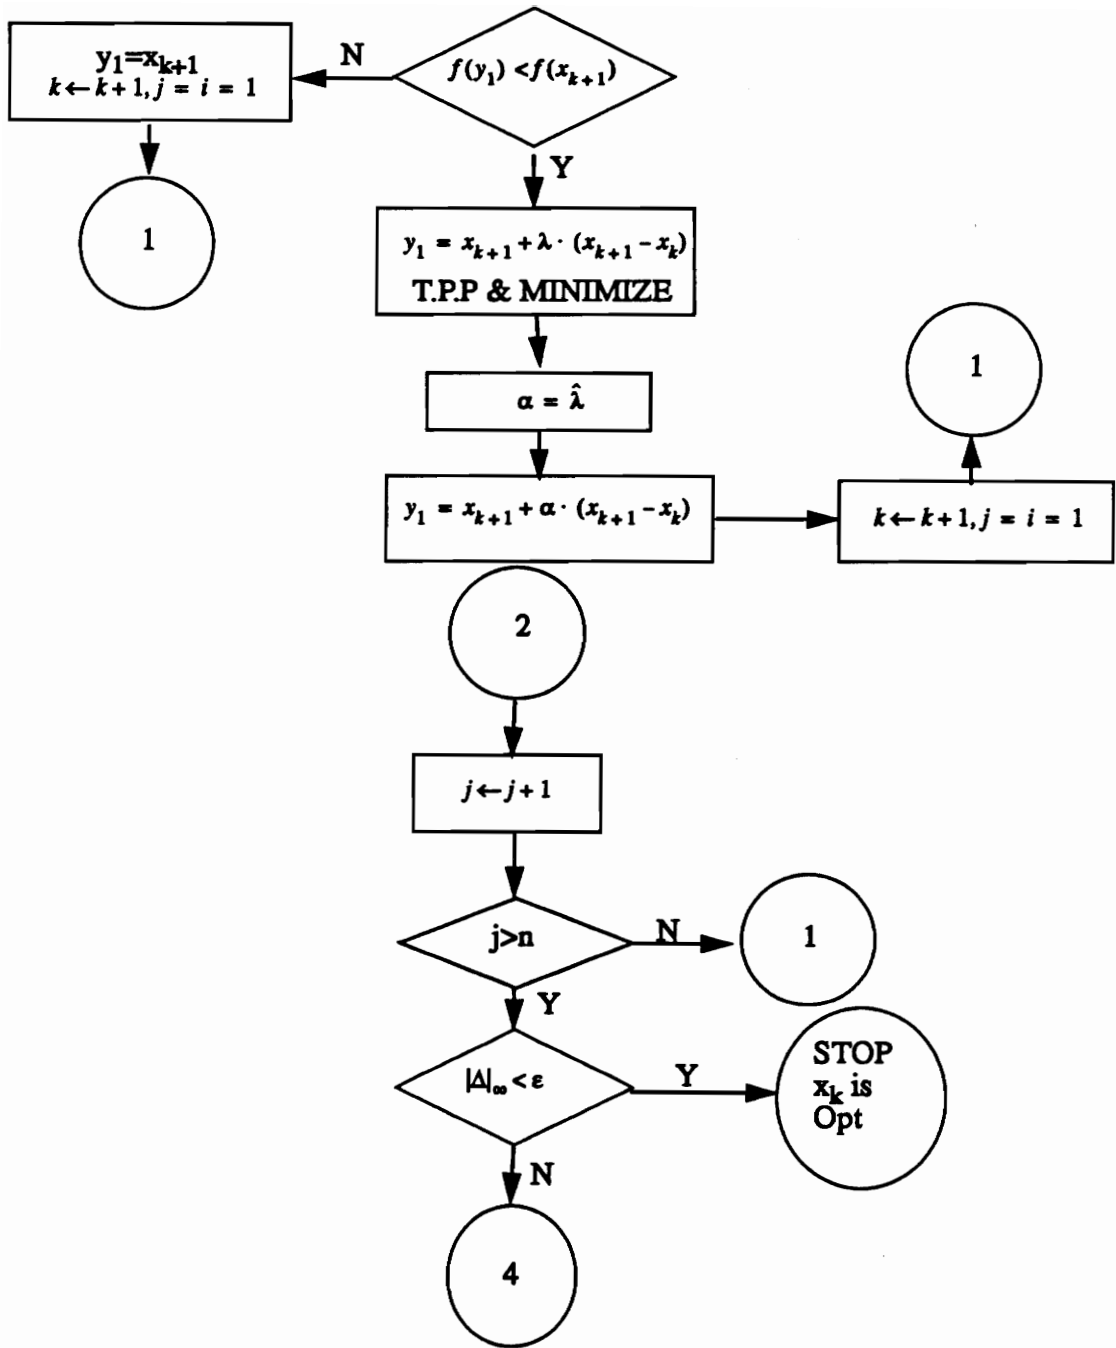 f(y₁) < f(xₖ₊₁)
N
y₁=xₖ₊₁
k ← k + 1, j = i = 1
1
Y
y₁ = xₖ₊₁ + λ · (xₖ₊₁ − xₖ)
T.P.P & MINIMIZE
α = λ̂
y₁ = xₖ₊₁ + α · (xₖ₊₁ − xₖ)
k ← k + 1, j = i = 1
1
2
j ← j + 1
j>n
N
1
Y
|Δ|∞ < ε
Y
STOP
xₖ is
Opt
N
4